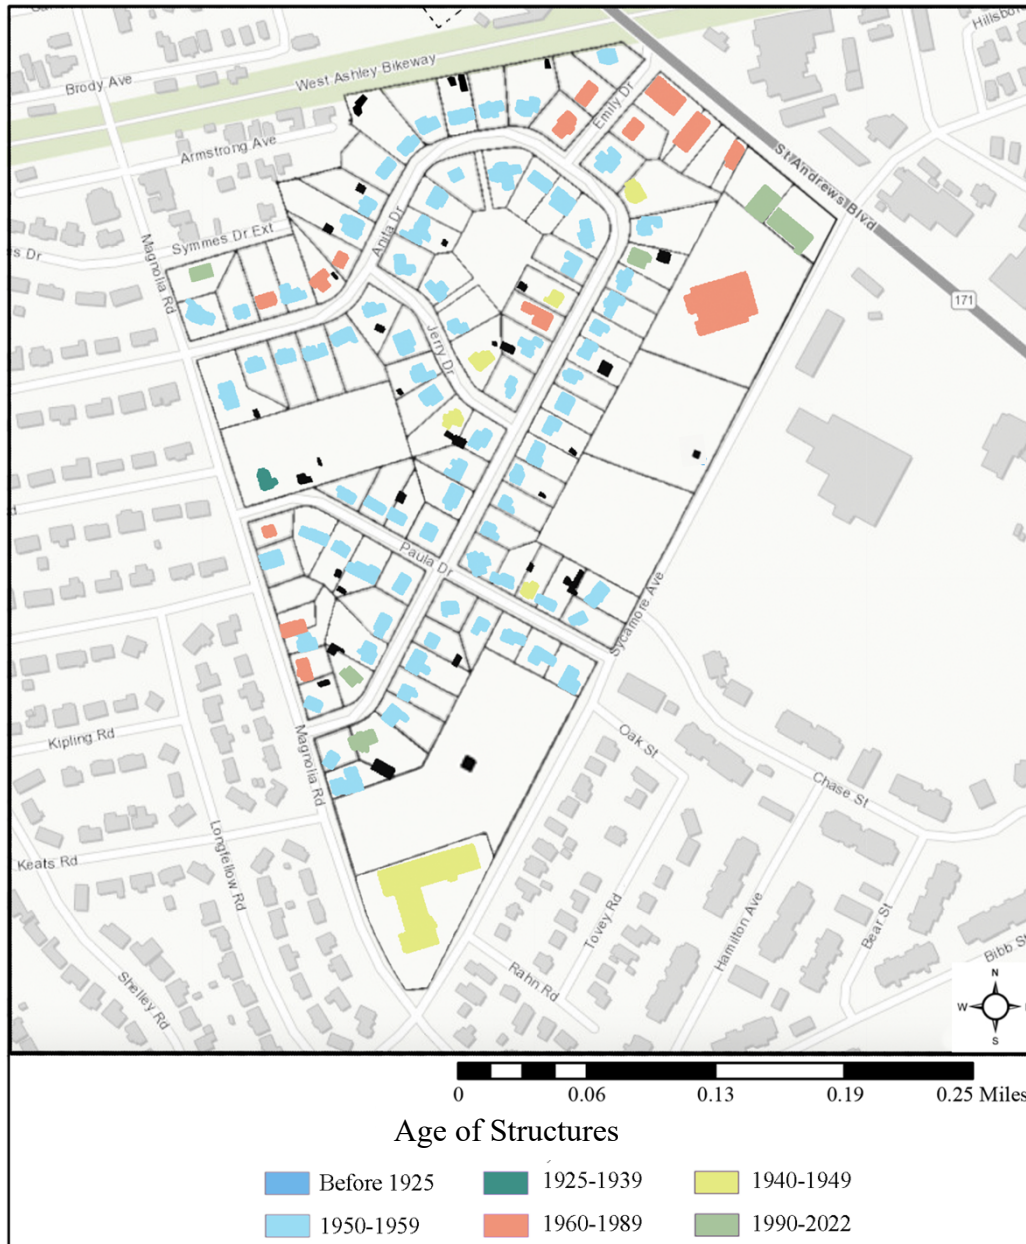 Hillsbo
Brody Ave
West Ashley Bikeway
Emily Dr
Armstrong Ave
St Andrews Blvd
Symmes Dr Ext
s Dr
Magnolia Rd
Anita Dr
171
Jerry Dr
Paula Dr
Sycamore Ave
Kipling Rd
Magnolia Rd
Oak St
Chase St
Keats Rd
Longfellow Rd
Tovey Rd
Hamilton Ave
Bear St
Bibb S
Shelley Rd
Rahn Rd
N
W
S
0 0.06 0.13 0.19 0.25 Miles
Age of Structures
Before 1925 1925-1939 1940-1949
1950-1959 1960-1989 1990-2022